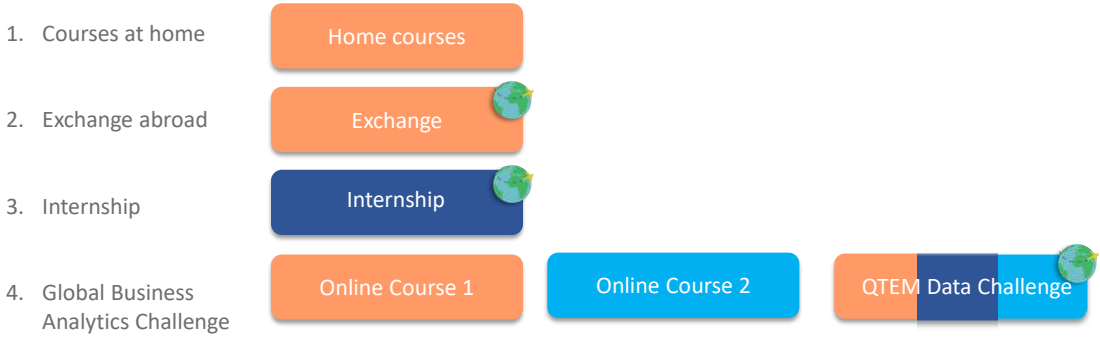 1. Courses at home
Home courses
2. Exchange abroad
Exchange
3. Internship
Internship
4. Global Business
Analytics Challenge
Online Course 1
Online Course 2
QTEM Data Challenge